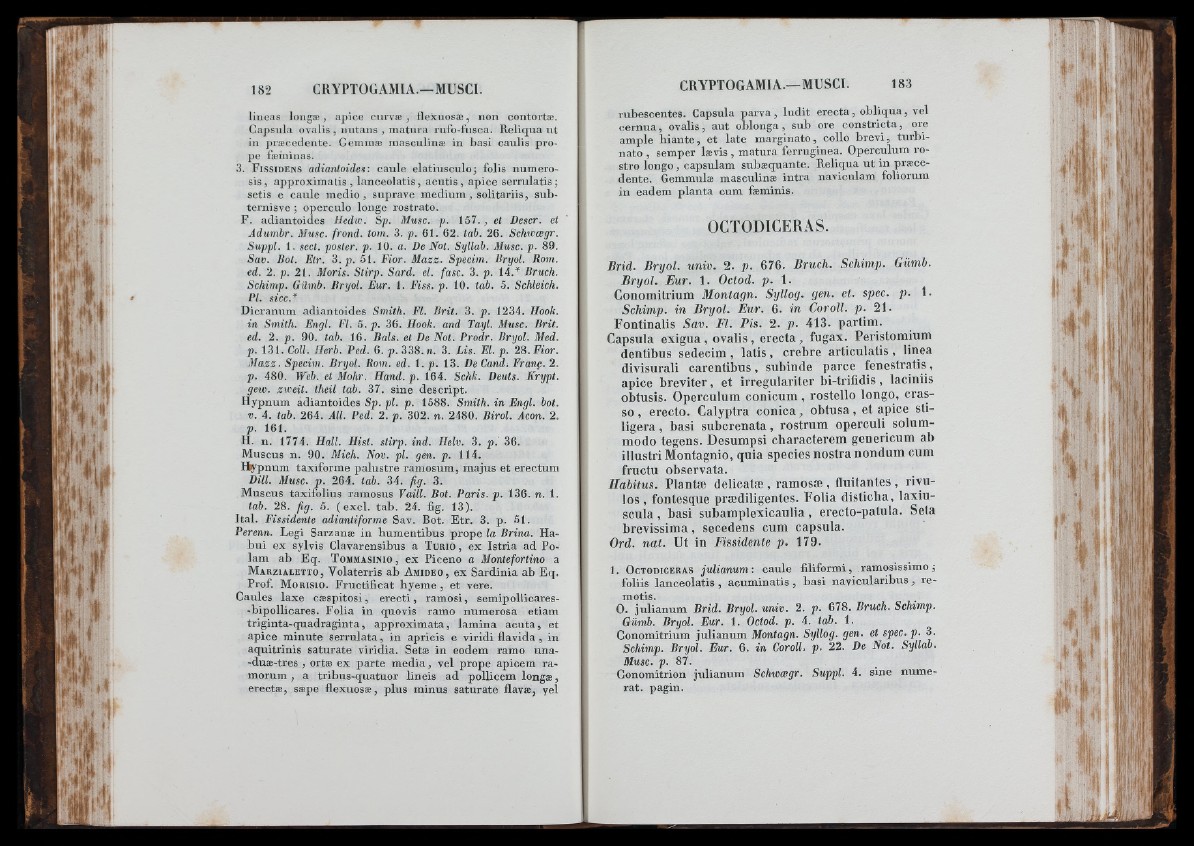 182 CRYPTOGAMIA.—MUSCI.
lineas longæ, apice curvæ, flexuosæ, non contortæ.
Capsula ovalis, nutans, matura rufo-fusca. Reliqua ut
in præcedente. Gemmæ masculinæ in basi caulis pro-
pe fæminas.
3. FISSIDENS adiantoides: caule elatiusculo; folis numero-
sis, approximatis, lanceolatis, acutis, apice serrulatis;
setis e caule medio, suprave medium, solitariis, sub-
ternisve; operculo longe rostrato.
F. adiantoides Hedw. Sp. Musc. p. 157., et Descr. et
Adumbr. Musc. frond. tom. 3. p. 61. 62. tab. 26. Schwægr.
Suppl. 1. sect. poster. p. 10. a. De Not. Syllab. Musc. p. 89.
Sav. Bot. Etr. 3. p. 51. Fior. Mazz. Specim. Bryol. Rom.
ed. 2. p. 21. Moris. Stirp. Sard. el. fasc. 3. p. 14.* Bruch.
Schimp. Gümb. Bryol. Eur. 1. Fiss. p. 10. tab. 5. Schleich.
Pl. sicc.*
Dicranum adiantoides Smith. Fl. Brit. 3. p. 1234. Hook.
in Smith. Engl. Fl. 5. p. 36. Hook. and Tayl. Musc. Brit.
ed. 2. p. 90. tab. 16. Bals. et De Not. Prodr. Bryol. Med.
p. 131. Coll. Herb. Ped. 6. p. 338. n. 3. Lis. El. p. 28. Fior.
Mazz. Specim. Bryol. Rom. ed. 1. p. 13. De Cand. Franç. 2.
p. 480. Web. et Mohr. Hand. p. 164. Schk. Deuts. Krypt.
gew. zweit. theil tab. 37. sine descript.
Hypnum adiantoides Sp. pl. p. 1588. Smith. in Engl. bot.
v. 4. tab. 264. All. Ped. 2. p. 302. n. 2480. Birol. Acon. 2.
p. 161.
H. n. 1774. Hall. Hist. stirp. ind. Helv. 3. p. 36.
Muscus n. 90. Mich. Nov. pl. gen. p. 114.
Hypnum taxiforme palustre ramosum, majus et erectum
Dill. Musc. p. 264. tab. 34. fig. 3.
Muscus taxifolius ramosus Vaill. Bot. Paris. p. 136. n. 1.
tab. 28. fig. 5. (excl. tab. 24. fig. 13).
Ital. Fissidente adiantiforme Sav. Bot. Etr. 3. p. 51.
Perenn. Legi Sarzanæ in humentibus prope la Brina. Ha-
bui ex sylvis Clavarensibus a TURIO, ex Istria ad Po-
lam ab Eq. TOMMASINIO, ex Piceno a Montefortino a
MARZIALETTO, Volaterris ab AMIDEO, ex Sardinia ab Eq.
Prof. MORISIO. Fructificat hyeme, et vere.
Caules laxe cæspitosi, erecti, ramosi, semipollicares-
-bipollicares. Folia in quovis ramo numerosa etiam
triginta-quadraginta, approximata, lamina acuta, et
apice minute serrulata, in apricis e viridi flavida, in
aquitrinis saturate viridia. Setæ in eodem ramo una-
-duæ-tres, ortæ ex parte media, vel prope apicem ra-
morum, a tribus-quatuor lineis ad pollicem longæ,
erectæ, sæpe flexuosæ, plus minus saturate flavæ, vel
CRYPTOGAMIA.—MUSCI. 183
rubescentes. Capsula parva, ludit erecta, obliqua, vel
cernua, ovalis, aut oblonga, sub ore constricta, ore
ample hiante, et late marginato, collo brevi, turbi-
nato, semper lævis, matura ferruginea. Operculum ro-
stro longo, capsulam subæquante. Reliqua ut in præce-
dente. Gemmulæ masculinæ intra naviculam foliorum
in eadem planta cum fæminis.
OCTODICERAS.
Brid. Bryol. univ. 2. p. 676. Bruch. Schimp. Gümb.
Bryol. Eur. 1. Octod. p. 1.
Conomitrium Montagn. Syllog. gen. et. spec. p. 1.
Schimp. in Bryol. Eur. 6. in Coroll. p. 21.
Fontinalis Sav. Fl. Pis. 2. p. 413. partim.
Capsula exigua, ovalis, erecta, fugax. Peristomium
dentibus sedecim, latis, crebre articulatis, linea
divisurali carentibus, subinde parce fenestratis,
apice breviter, et irregulariter bi-trifidis, laciniis
obtusis. Operculum conicum, rostello longo, cras-
so, erecto. Calyptra conica, obtusa, et apice sti-
ligera, basi subcrenata, rostrum operculi solum-
modo tegens. Desumpsi characterem genericum ab
illustri Montagnio, quia species nostra nondum cum
fructu observata.
Habitus. Plantæ delicatæ, ramosæ, fluitantes, rivu-
los, fontesque prædiligentes. Folia disticha, laxiu-
scula, basi subamplexicaulia, erecto-patula. Seta
brevissima, secedens cum capsula.
Ord. nat. Ut in Fissidente p. 179.
1. OCTODICERAS julianum: caule filiformi, ramosissimo;
foliis lanceolatis, acuminatis, basi navicularibus, re-
motis.
O. julianum Brid. Bryol. univ. 2. p. 678. Bruch. Schimp.
Gümb. Bryol. Eur. 1. Octod. p. 4. tab. 1.
Conomitrium julianum Montagn. Syllog. gen. et spec. p. 3.
Schimp. Bryol. Eur. 6. in Coroll. p. 22. De Not. Syllab.
Musc. p. 87.
Conomitrion julianum Schwægr. Suppl. 4. sine nume-
rat. pagin.